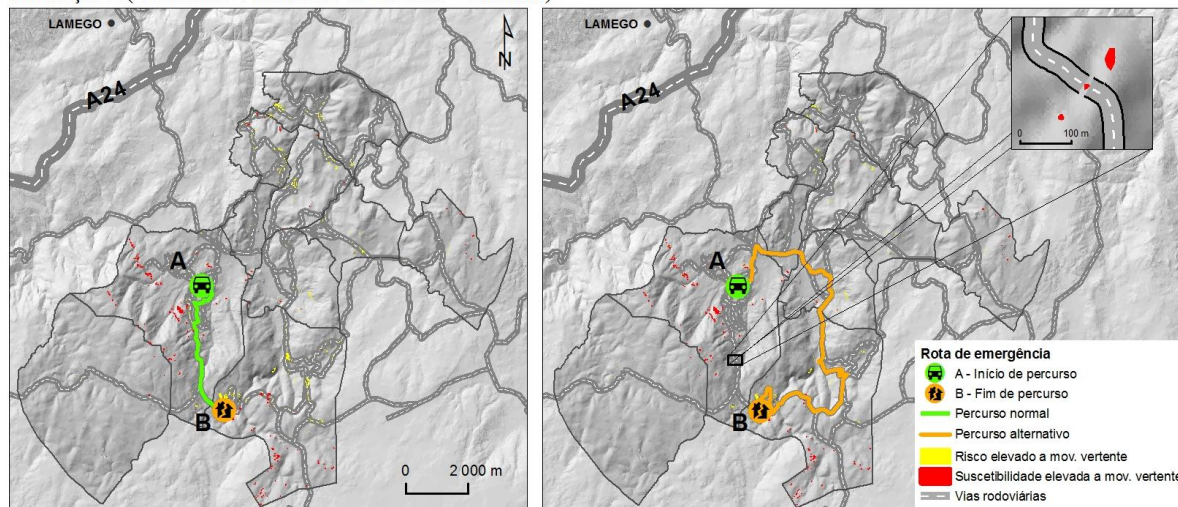 LAMEGO
A24
N
A
B
0 2 000 m
LAMEGO
A24
A
B
0 100 m
Rota de emergência
A - Início de percurso
B - Fim de percurso
Percurso normal
Percurso alternativo
Risco elevado a mov. vertente
Suscetibilidade elevada a mov. vertente
Vias rodoviárias